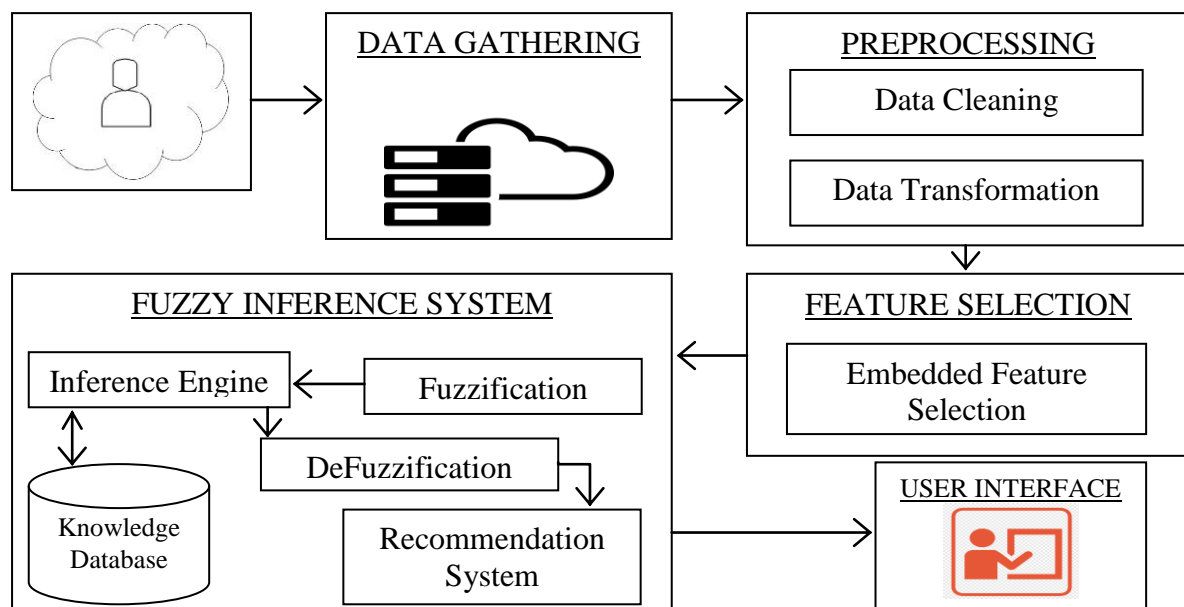 DATA GATHERING
PREPROCESSING
Data Cleaning
Data Transformation
FUZZY INFERENCE SYSTEM
Inference Engine
Fuzzification
DeFuzzification
Knowledge
Database
Recommendation
System
FEATURE SELECTION
Embedded Feature
Selection
USER INTERFACE